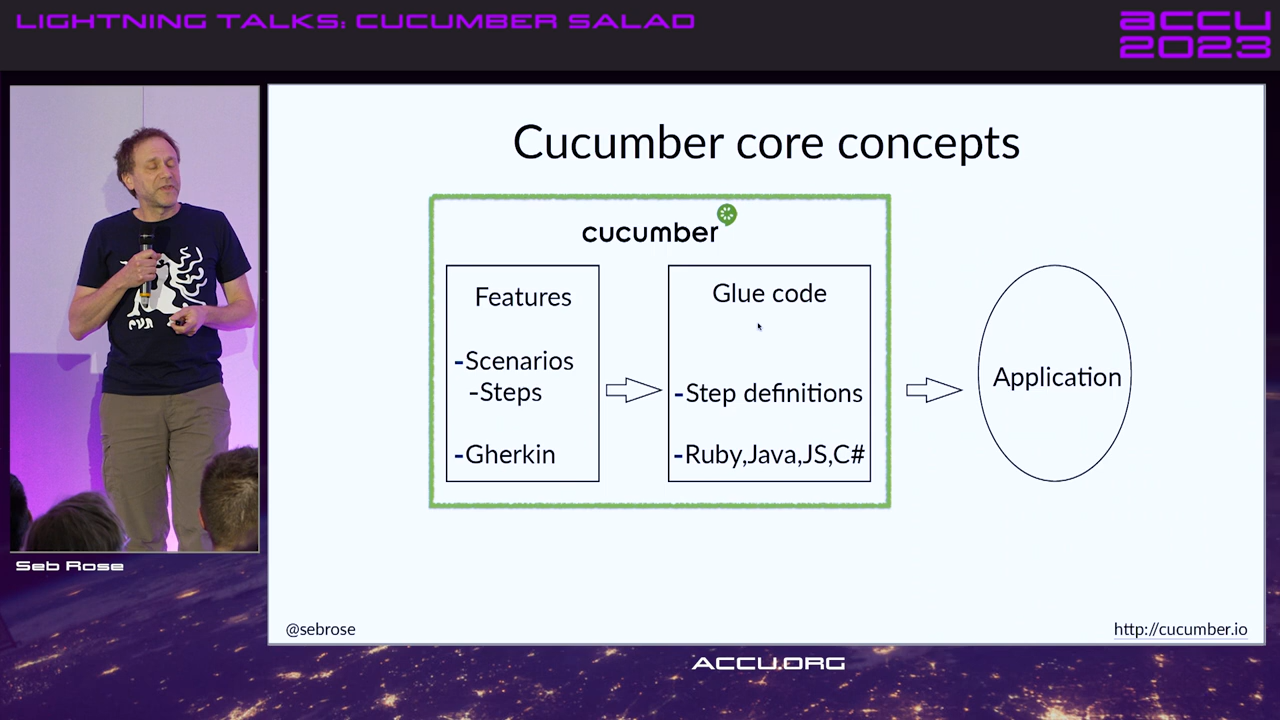 LIGHTNING TALKS: CUCUMBER SALAD
ACCU
2023
Cucumber core concepts
cucumber
Features
-Scenarios
-Steps
-Gherkin
Glue code
-Step definitions
-Ruby,Java,JS,C#
Application
Seb Rose
@sebrose
http://cucumber.io
ACCU.ORG